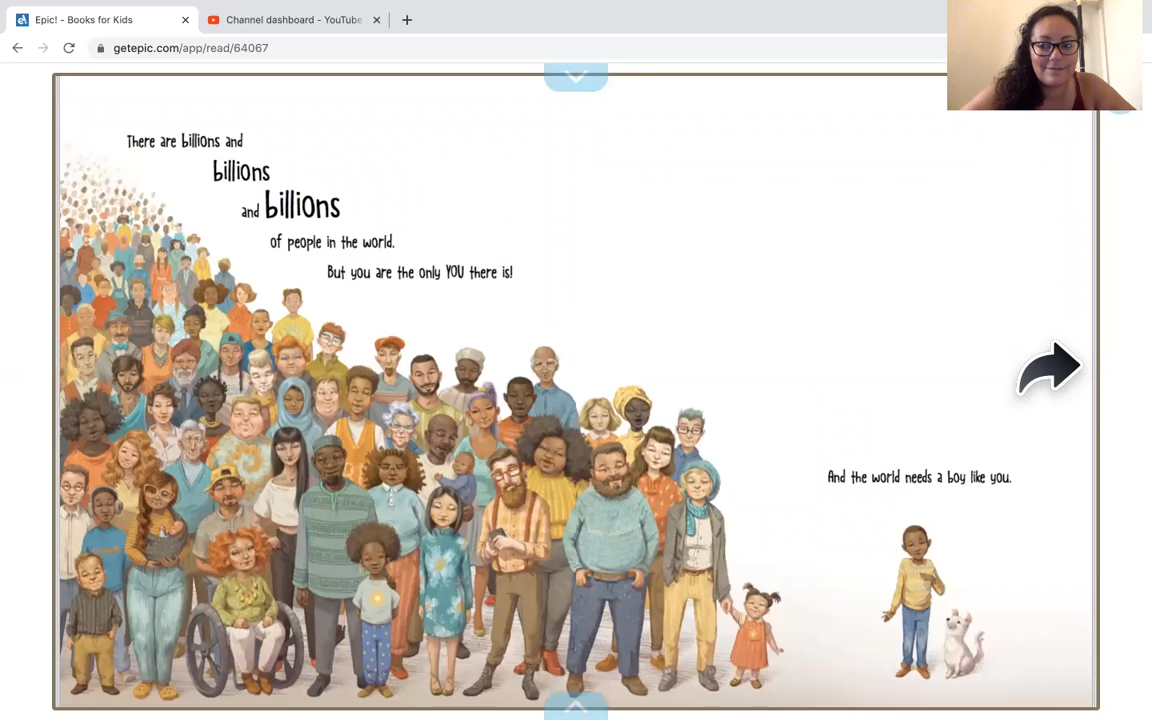 Epic! - Books for Kids
Channel dashboard - YouTube
getepic.com/app/read/64067
There are billions and
billions
and billions
of people in the world.
But you are the only YOU there is!
And the world needs a boy like you.